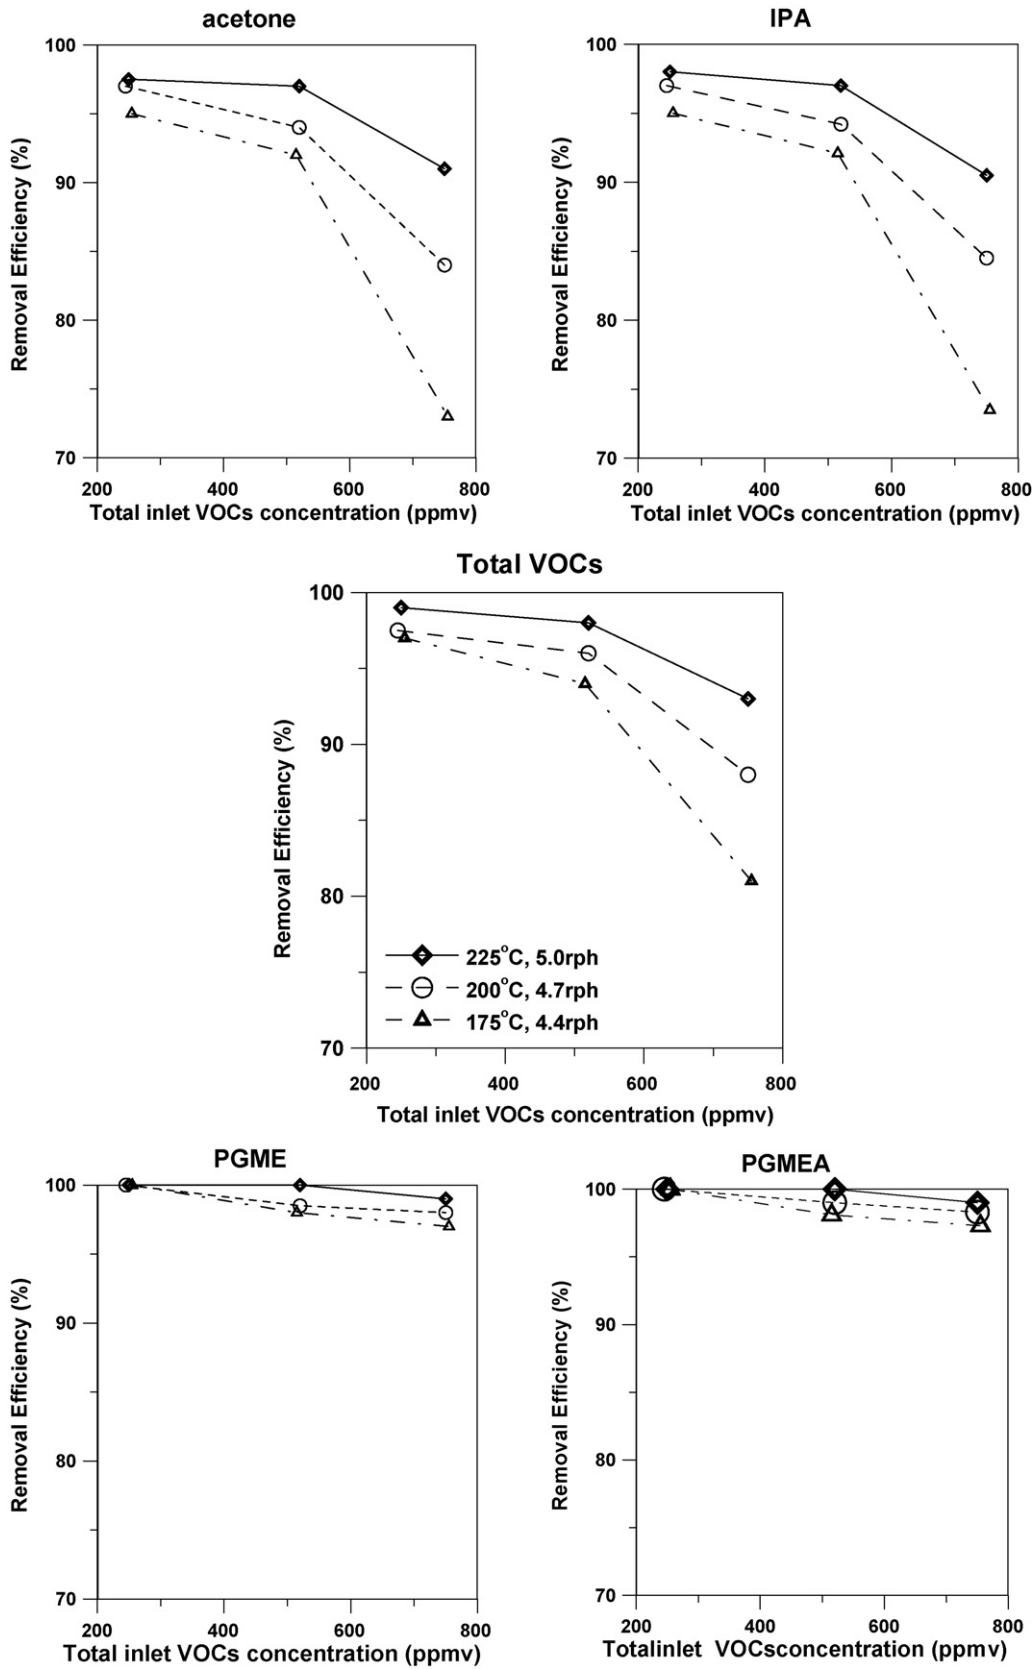 acetone
100
90
80
70
Removal Efficiency (%)
200 400 600 800
Total inlet VOCs concentration (ppmv)
IPA
100
90
80
70
Removal Efficiency (%)
200 400 600 800
Total inlet VOCs concentration (ppmv)
Total VOCs
100
90
80
70
Removal Efficiency (%)
225°C, 5.0rph
200°C, 4.7rph
175°C, 4.4rph
200 400 600 800
Total inlet VOCs concentration (ppmv)
PGME
100
90
80
70
Removal Efficiency (%)
200 400 600 800
Total inlet VOCs concentration (ppmv)
PGMEA
100
90
80
70
Removal Efficiency (%)
200 400 600 800
Totalinlet VOCsconcentration (ppmv)